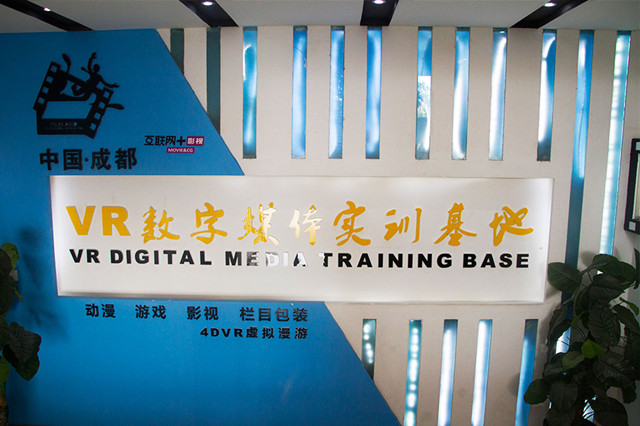 中国·成都
互联网+影视
MOVIE&CG
VR数字媒体实训基地
VR DIGITAL MEDIA TRAINING BASE
动漫 游戏 影视 栏目包装
4DVR虚拟漫游